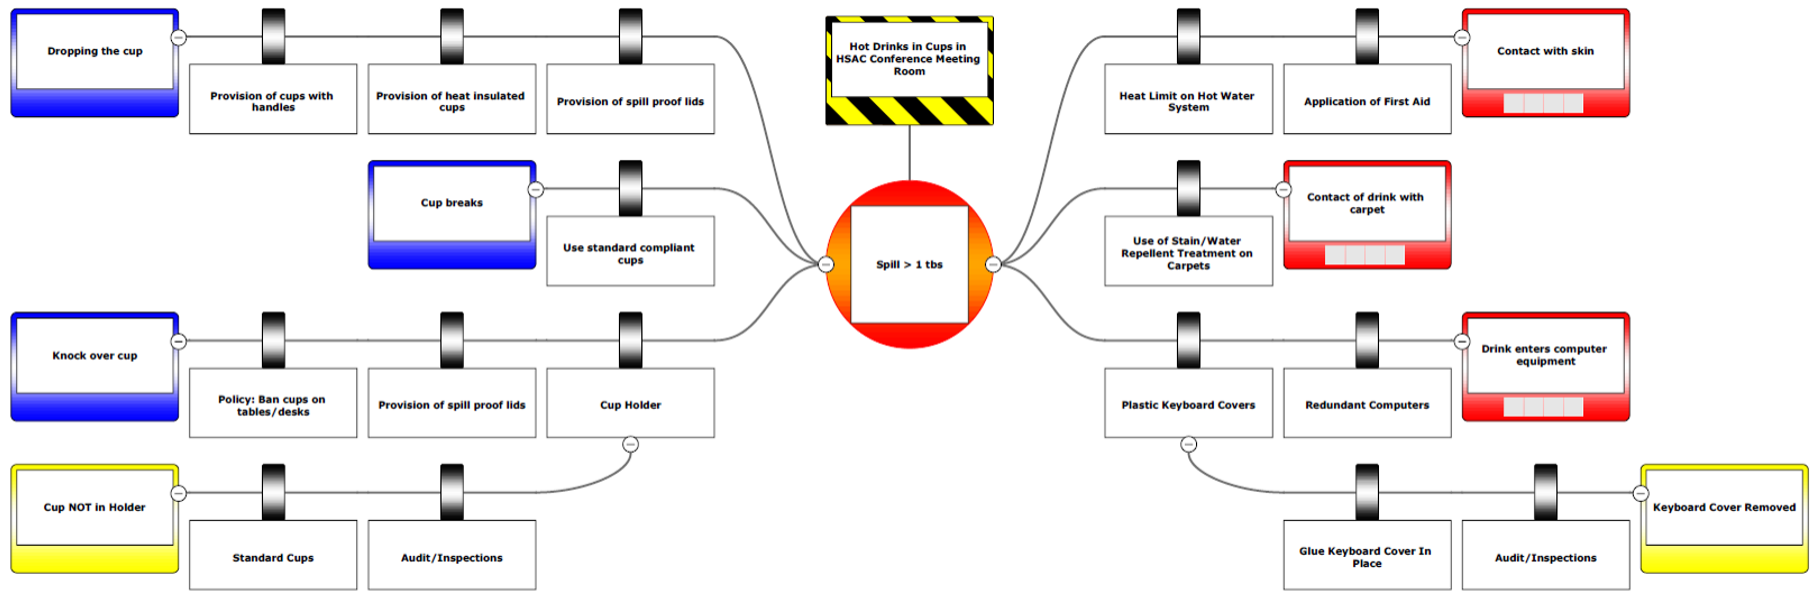 Dropping the cup
Provision of cups with
handles
Provision of heat insulated
cups
Provision of spill proof lids
Hot Drinks in Cups in
HSAC Conference Meeting
Room
Heat Limit on Hot Water
System
Application of First Aid
Contact with skin
Cup breaks
Use standard compliant
cups
Spill > 1 tbs
Use of Stain/Water
Repellent Treatment on
Carpets
Contact of drink with
carpet
Knock over cup
Policy: Ban cups on
tables/desks
Provision of spill proof lids
Cup Holder
Plastic Keyboard Covers
Redundant Computers
Drink enters computer
equipment
Cup NOT in Holder
Standard Cups
Audit/Inspections
Glue Keyboard Cover In
Place
Audit/Inspections
Keyboard Cover Removed